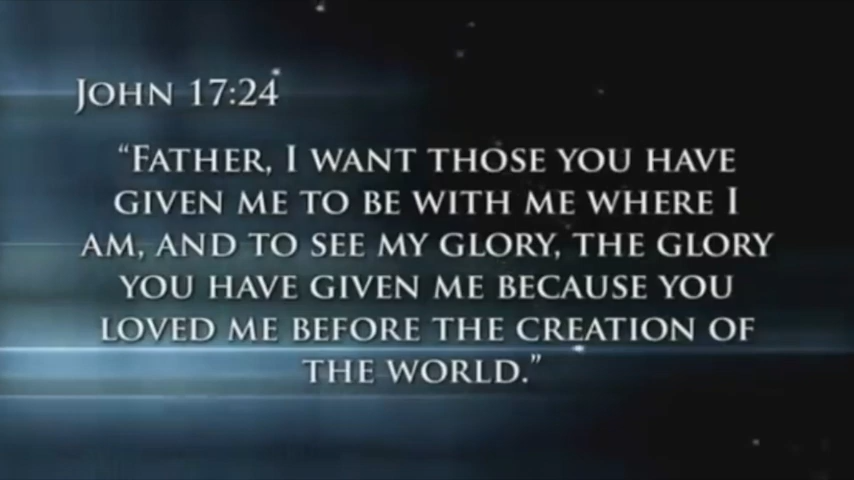 JOHN 17:24
“FATHER, I WANT THOSE YOU HAVE
GIVEN ME TO BE WITH ME WHERE I
AM, AND TO SEE MY GLORY, THE GLORY
YOU HAVE GIVEN ME BECAUSE YOU
LOVED ME BEFORE THE CREATION OF
THE WORLD.”